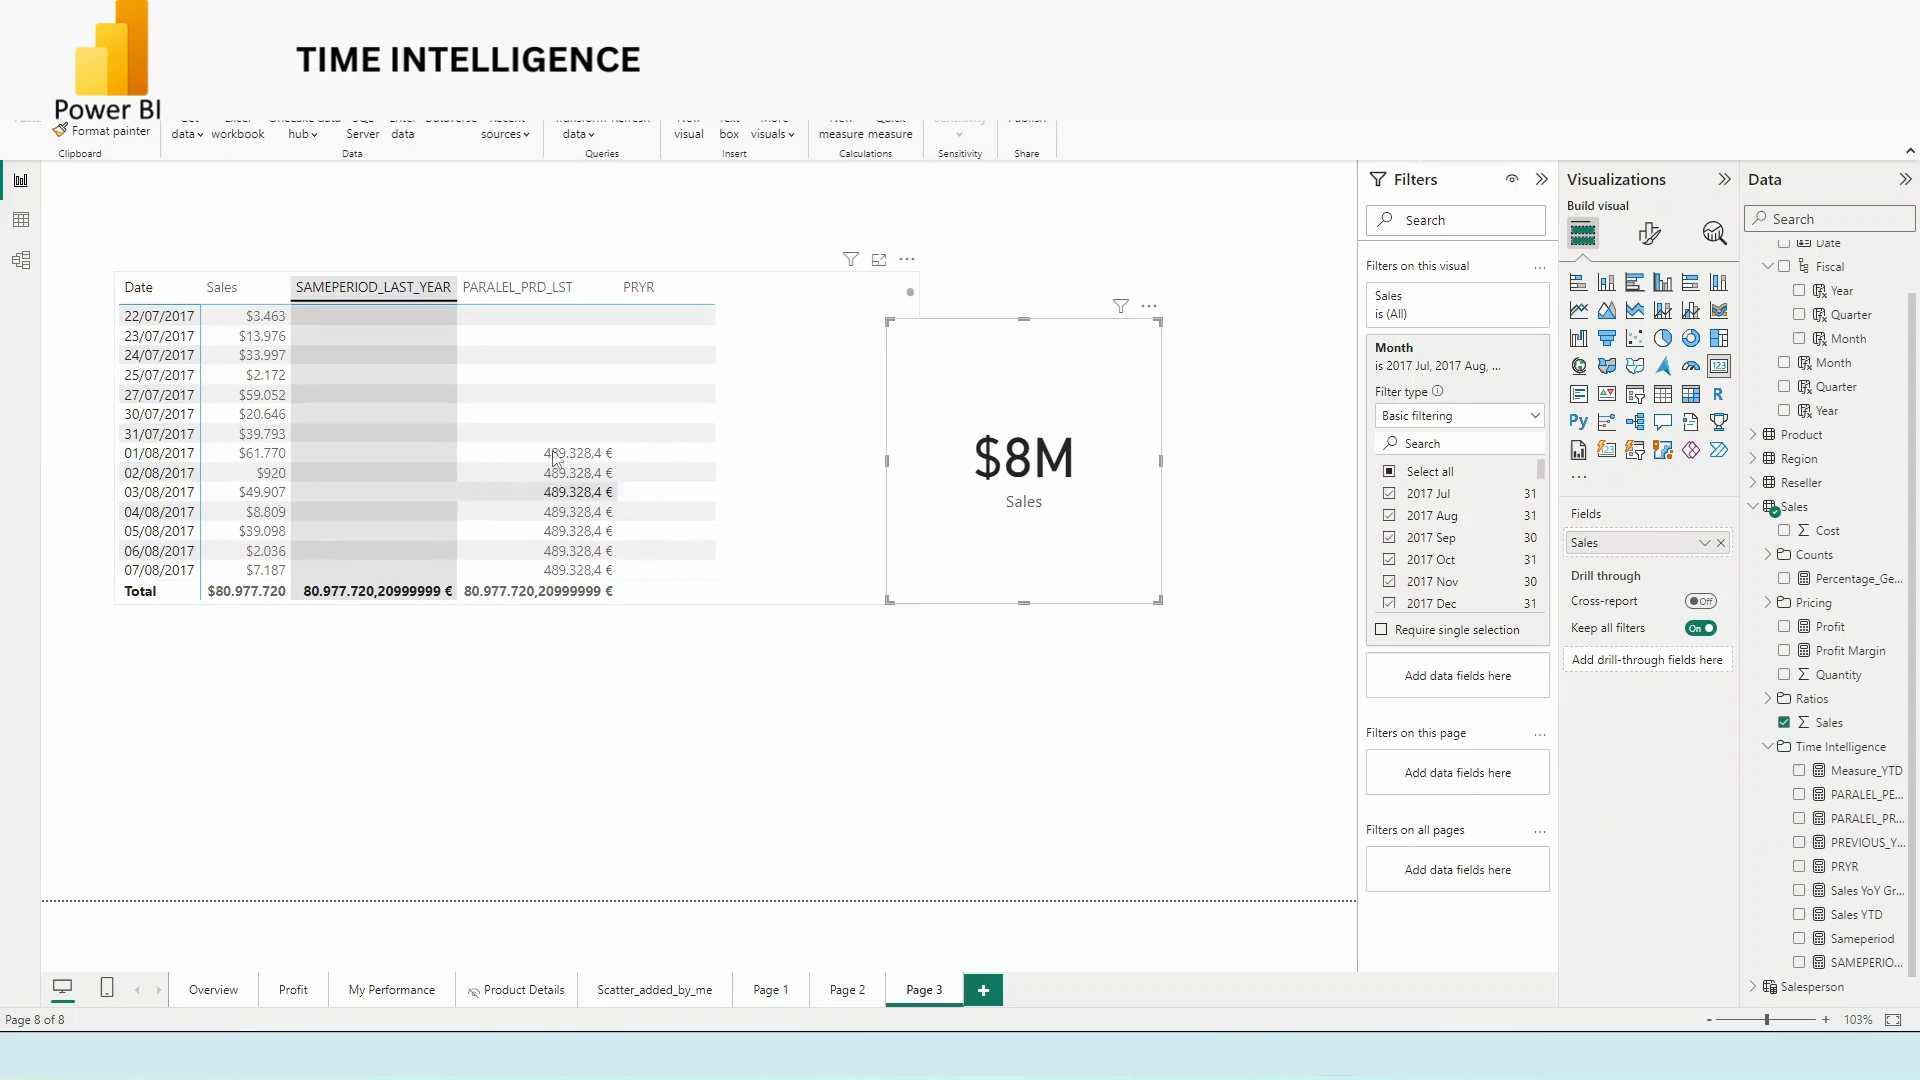 TIME INTELLIGENCE
Power BI
Format painter
data workbook hub Server data sources
data
visual box visuals
measure measure
Clipboard Data Queries Insert Calculations Sensitivity Share
Filters
Search
Filters on this visual ...
Sales
is (All)
Month
is 2017 Jul, 2017 Aug, ...
Filter type
Basic filtering
Search
Select all
2017 Jul 31
2017 Aug 31
2017 Sep 30
2017 Oct 31
2017 Nov 30
2017 Dec 31
Require single selection
Add data fields here
Filters on this page ...
Add data fields here
Filters on all pages ...
Add data fields here
Visualizations
Build visual
R
Py
123
...
Fields
Sales
Drill through
Cross-report Off
Keep all filters On
Add drill-through fields here
Data
Search
Date
Fiscal
Year
Quarter
Month
Month
Quarter
Year
Product
Region
Reseller
Sales
Cost
Counts
Percentage_Ge...
Pricing
Profit
Profit Margin
Quantity
Ratios
Sales
Time Intelligence
Measure_YTD
PARALEL_PE...
PARALEL_PR...
PREVIOUS_Y...
PRYR
Sales YoY Gr...
Sales YTD
Sameperiod
SAMEPERIO...
Salesperson
Date Sales SAMEPERIOD_LAST_YEAR PARALEL_PRD_LST PRYR
22/07/2017 $3.463
23/07/2017 $13.976
24/07/2017 $33.997
25/07/2017 $2.172
27/07/2017 $59.052
30/07/2017 $20.646
31/07/2017 $39.793
01/08/2017 $61.770 489.328,4 €
02/08/2017 $920 489.328,4 €
03/08/2017 $49.907 489.328,4 €
04/08/2017 $8.809 489.328,4 €
05/08/2017 $39.098 489.328,4 €
06/08/2017 $2.036 489.328,4 €
07/08/2017 $7.187 489.328,4 €
Total $80.977.720 80.977.720,20999999 € 80.977.720,20999999 €
$8M
Sales
Overview Profit My Performance Product Details Scatter_added_by_me Page 1 Page 2 Page 3 +
Page 8 of 8
- + 103%